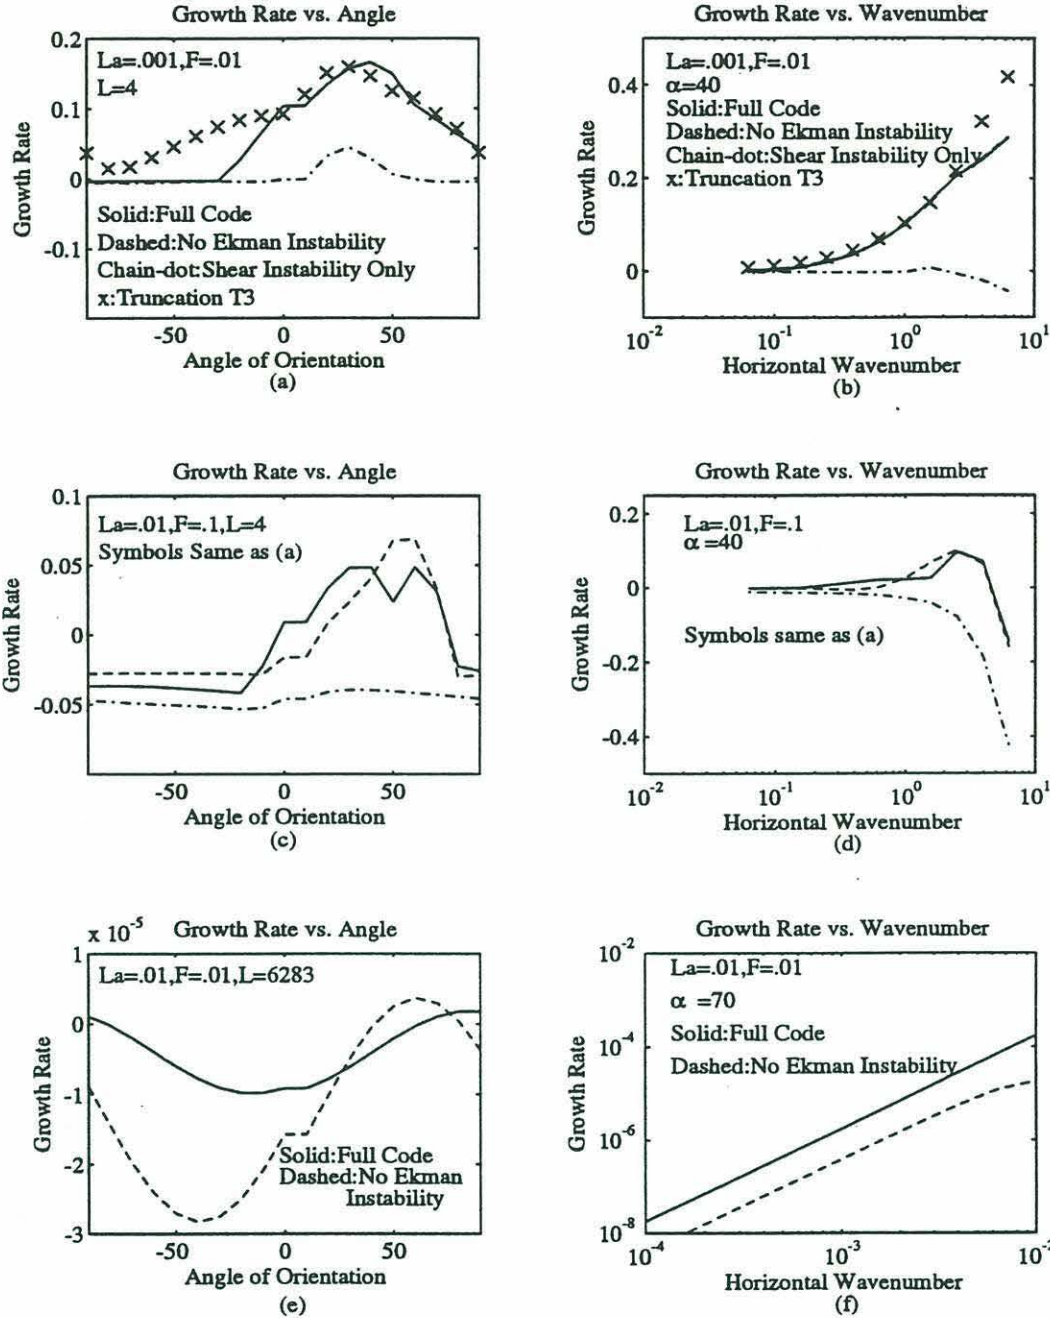 Growth Rate vs. Angle
0.2
0.1
0
-0.1
Growth Rate
La=.001,F=.01
L=4
Solid:Full Code
Dashed:No Ekman Instability
Chain-dot:Shear Instability Only
x:Truncation T3
-50 0 50
Angle of Orientation
(a)
Growth Rate vs. Wavenumber
0.4
0.2
0
Growth Rate
La=.001,F=.01
α=40
Solid:Full Code
Dashed:No Ekman Instability
Chain-dot:Shear Instability Only
x:Truncation T3
10^-2 10^-1 10^0 10^1
Horizontal Wavenumber
(b)
Growth Rate vs. Angle
0.1
0.05
0
-0.05
Growth Rate
La=.01,F=.1,L=4
Symbols Same as (a)
-50 0 50
Angle of Orientation
(c)
Growth Rate vs. Wavenumber
0.2
0
-0.2
-0.4
Growth Rate
La=.01,F=.1
α =40
Symbols same as (a)
10^-2 10^-1 10^0 10^1
Horizontal Wavenumber
(d)
x 10^-5 Growth Rate vs. Angle
1
0
-1
-2
-3
Growth Rate
La=.01,F=.01,L=6283
Solid:Full Code
Dashed:No Ekman
Instability
-50 0 50
Angle of Orientation
(e)
Growth Rate vs. Wavenumber
10^-2
10^-4
10^-6
10^-8
Growth Rate
La=.01,F=.01
α =70
Solid:Full Code
Dashed:No Ekman Instability
10^-4 10^-3
Horizontal Wavenumber
(f)